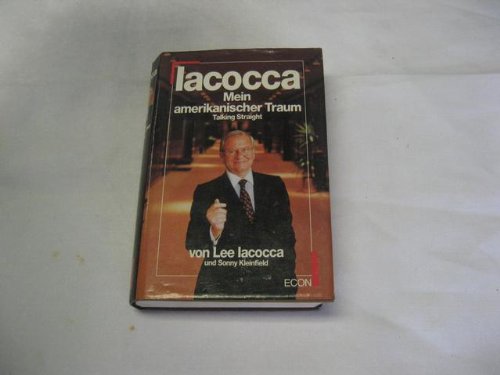 Iacocca
Mein
amerikanischer Traum
Talking Straight
von Lee Iacocca
und Sonny Kleinfield
ECON